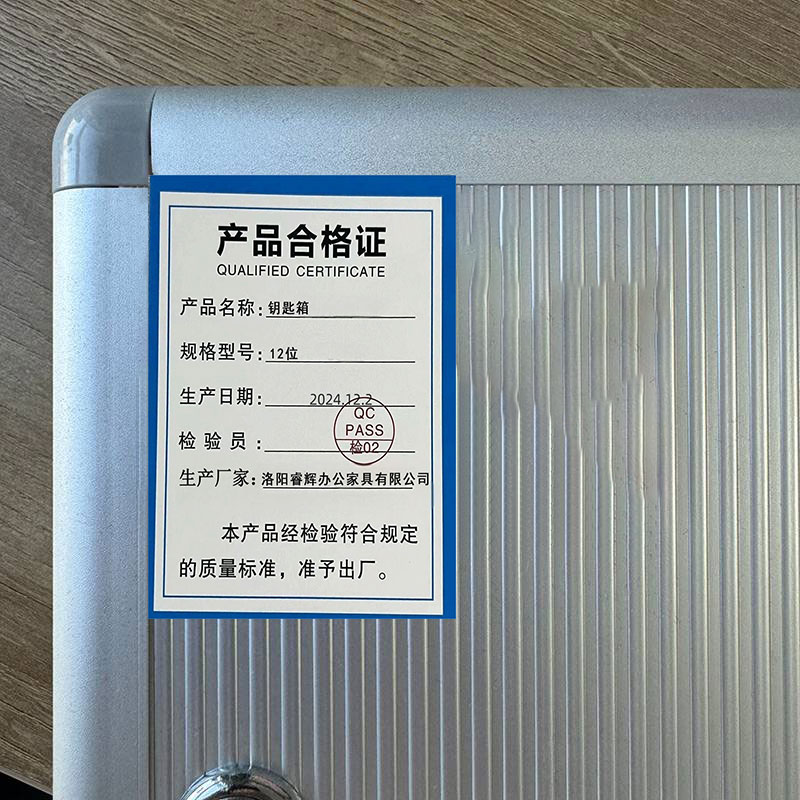 产品合格证
QUALIFIED CERTIFICATE
产品名称:钥匙箱
规格型号:12位
生产日期:2024.12.2
QC
PASS
检验员:检02
生产厂家:洛阳睿辉办公家具有限公司
本产品经检验符合规定
的质量标准，准予出厂。